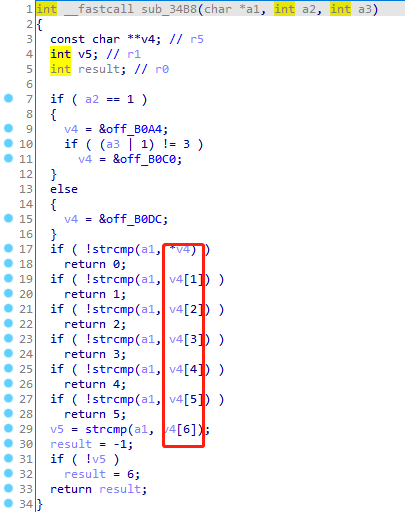 1 int __fastcall sub_34B8(char *a1, int a2, int a3)
2 {
3 const char **v4; // r5
4 int v5; // r1
5 int result; // r0
6
7 if ( a2 == 1 )
8 {
9 v4 = &off_B0A4;
10 if ( (a3 | 1) != 3 )
11 v4 = &off_B0C0;
12 }
13 else
14 {
15 v4 = &off_B0DC;
16 }
17 if ( !strcmp(a1, *v4) )
18 return 0;
19 if ( !strcmp(a1, v4[1]) )
20 return 1;
21 if ( !strcmp(a1, v4[2]) )
22 return 2;
23 if ( !strcmp(a1, v4[3]) )
24 return 3;
25 if ( !strcmp(a1, v4[4]) )
26 return 4;
27 if ( !strcmp(a1, v4[5]) )
28 return 5;
29 v5 = strcmp(a1, v4[6]);
30 result = -1;
31 if ( !v5 )
32 result = 6;
33 return result;
34 }